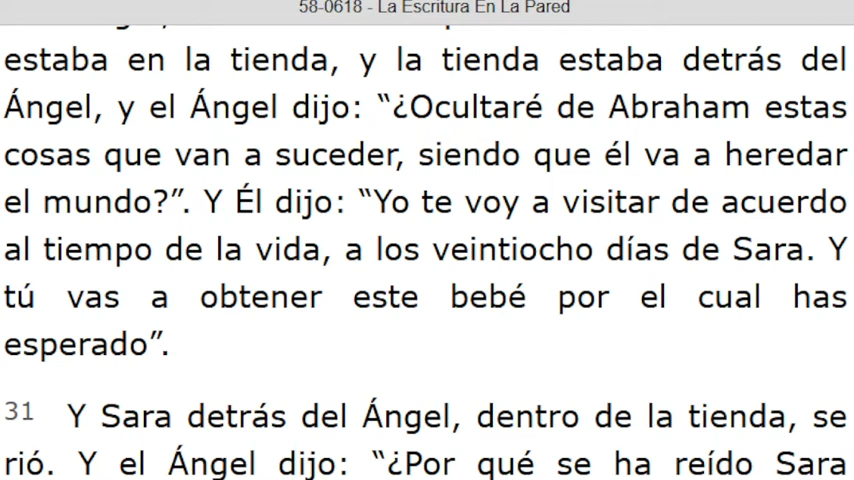 58-0618 - La Escritura En La Pared
estaba en la tienda, y la tienda estaba detrás del
Ángel, y el Ángel dijo: “¿Ocultaré de Abraham estas
cosas que van a suceder, siendo que él va a heredar
el mundo?”. Y Él dijo: “Yo te voy a visitar de acuerdo
al tiempo de la vida, a los veintiocho días de Sara. Y
tú vas a obtener este bebé por el cual has
esperado”.
31 Y Sara detrás del Ángel, dentro de la tienda, se
rió. Y el Ángel dijo: “¿Por qué se ha reído Sara